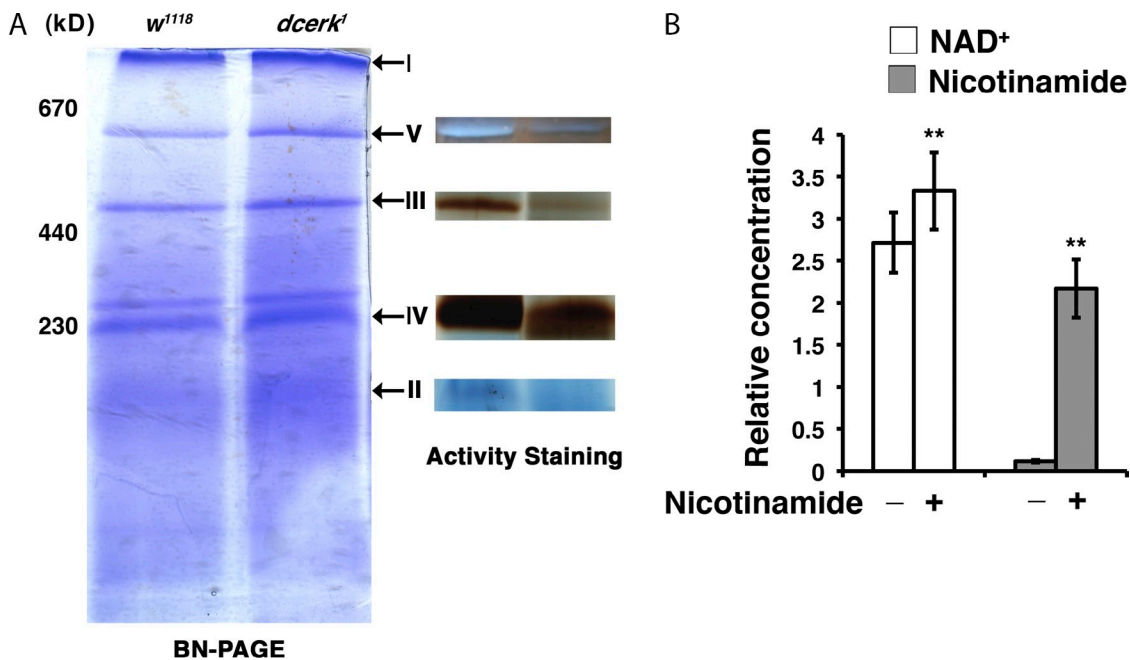 A (kD) w¹¹¹⁸ dcerk¹
I
670
V
III
440
IV
230
II
Activity Staining
BN-PAGE
B
NAD⁺
Nicotinamide
Relative concentration
4
3.5
3
2.5
2
1.5
1
0.5
0
** **
Nicotinamide – + – +